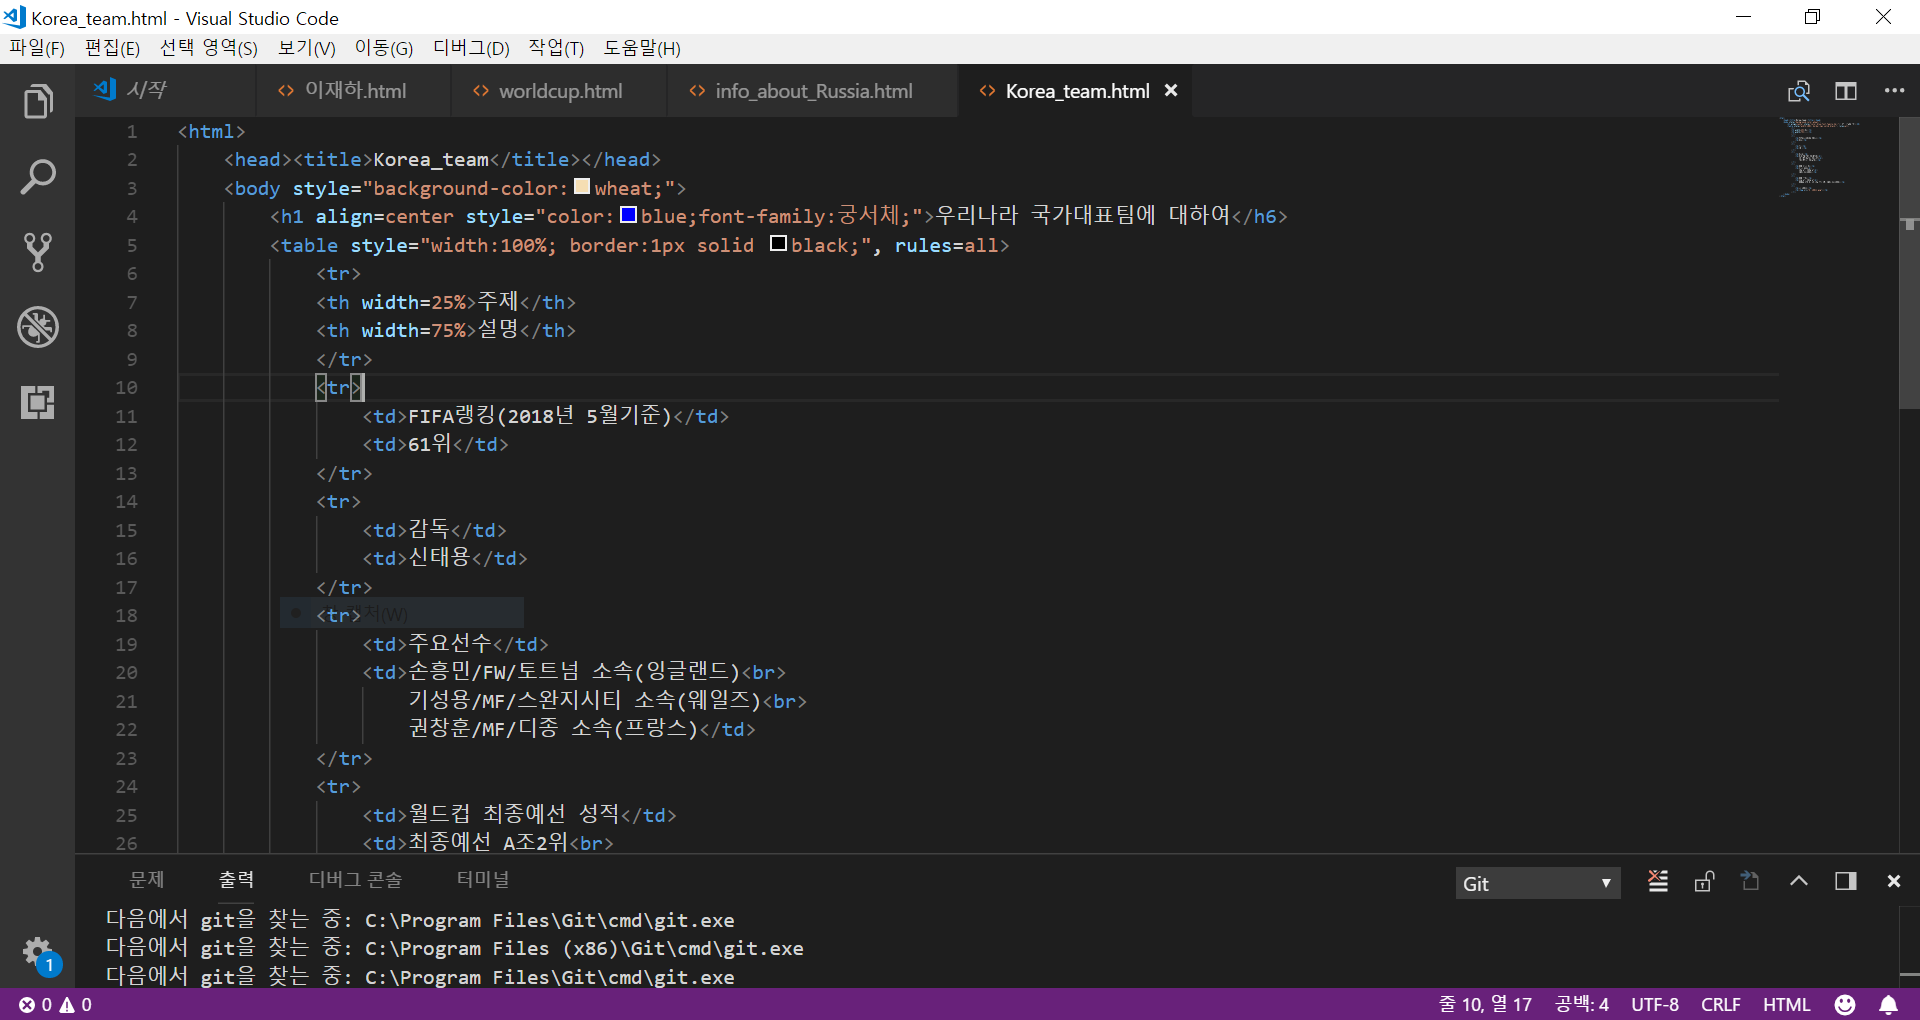 Korea_team.html - Visual Studio Code
파일(F) 편집(E) 선택 영역(S) 보기(V) 이동(G) 디버그(D) 작업(T) 도움말(H)
시작 <> 이재하.html <> worldcup.html <> info_about_Russia.html <> Korea_team.html
1 <html>
2 <head><title>Korea_team</title></head>
3 <body style="background-color:wheat;">
4 <h1 align=center style="color:blue;font-family:궁서체;">우리나라 국가대표팀에 대하여</h6>
5 <table style="width:100%; border:1px solid black;", rules=all>
6 <tr>
7 <th width=25%>주제</th>
8 <th width=75%>설명</th>
9 </tr>
10 <tr>
11 <td>FIFA랭킹(2018년 5월기준)</td>
12 <td>61위</td>
13 </tr>
14 <tr>
15 <td>감독</td>
16 <td>신태용</td>
17 </tr>
18 <tr>
19 <td>주요선수</td>
20 <td>손흥민/FW/토트넘 소속(잉글랜드)<br>
21 기성용/MF/스완지시티 소속(웨일즈)<br>
22 권창훈/MF/디종 소속(프랑스)</td>
23 </tr>
24 <tr>
25 <td>월드컵 최종예선 성적</td>
26 <td>최종예선 A조2위<br>
문제 출력 디버그 콘솔 터미널 Git
다음에서 git을 찾는 중: C:\Program Files\Git\cmd\git.exe
다음에서 git을 찾는 중: C:\Program Files (x86)\Git\cmd\git.exe
다음에서 git을 찾는 중: C:\Program Files\Git\cmd\git.exe
1
0 0 줄 10, 열 17 공백: 4 UTF-8 CRLF HTML